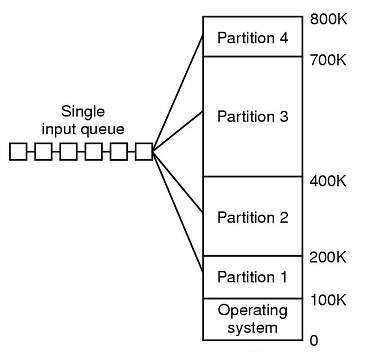 800K
Partition 4
700K
Single
input queue
Partition 3
400K
Partition 2
200K
Partition 1
100K
Operating
system
0